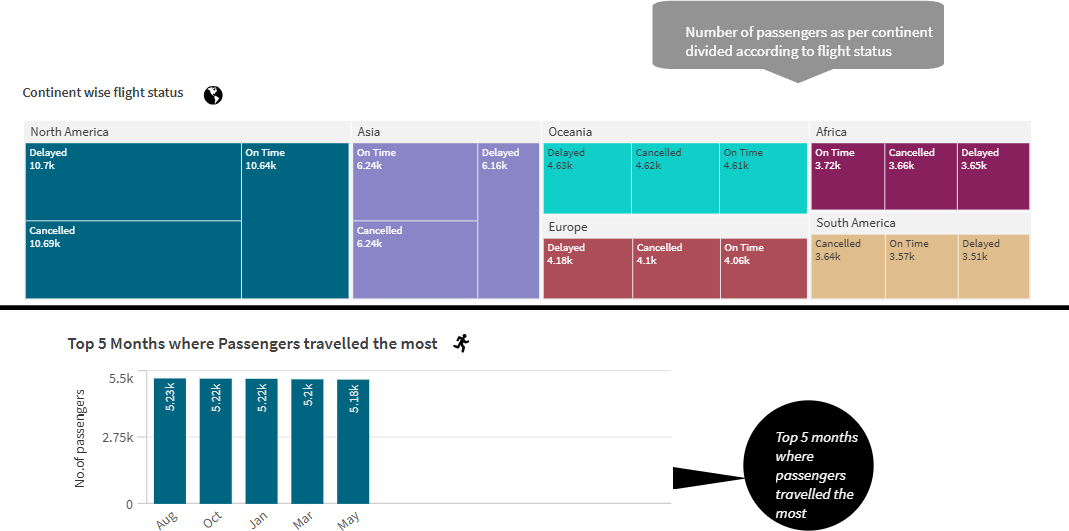 Number of passengers as per continent
divided according to flight status
Continent wise flight status
North America
Delayed
10.7k
On Time
10.64k
Cancelled
10.69k
Asia
On Time
6.24k
Delayed
6.16k
Cancelled
6.24k
Oceania
Delayed
4.63k
Cancelled
4.62k
On Time
4.61k
Europe
Delayed
4.18k
Cancelled
4.1k
On Time
4.06k
Africa
On Time
3.72k
Cancelled
3.66k
Delayed
3.65k
South America
Cancelled
3.64k
On Time
3.57k
Delayed
3.51k
Top 5 Months where Passengers travelled the most
No.of passengers
5.5k
2.75k
0
5.23k
5.22k
5.22k
5.2k
5.18k
Aug
Oct
Jan
Mar
May
Top 5 months
where
passengers
travelled the
most